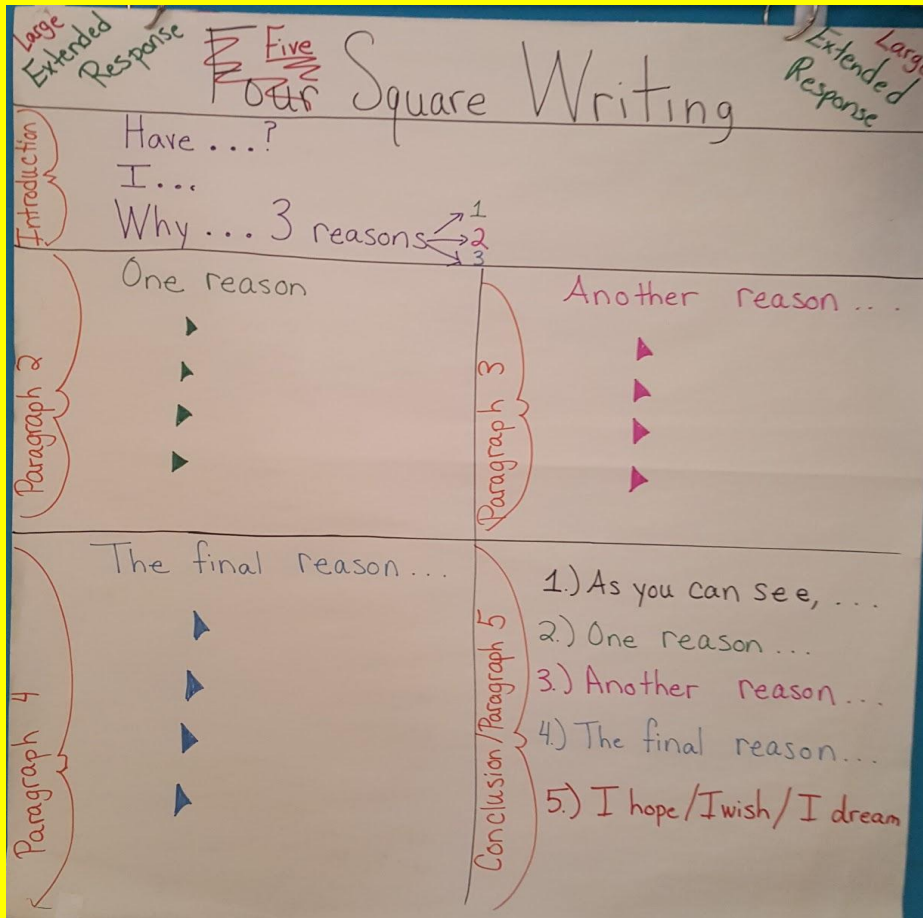 Large
Extended
Response
Four Five Square Writing
Large
Extended
Response
Introduction
Have ...?
I...
Why ... 3 reasons
1
2
3
Paragraph 2
One reason
Paragraph 3
Another reason ...
Paragraph 4
The final reason ...
Conclusion/Paragraph 5
1.) As you can see, ...
2.) One reason ...
3.) Another reason ...
4.) The final reason ...
5.) I hope/I wish/I dream